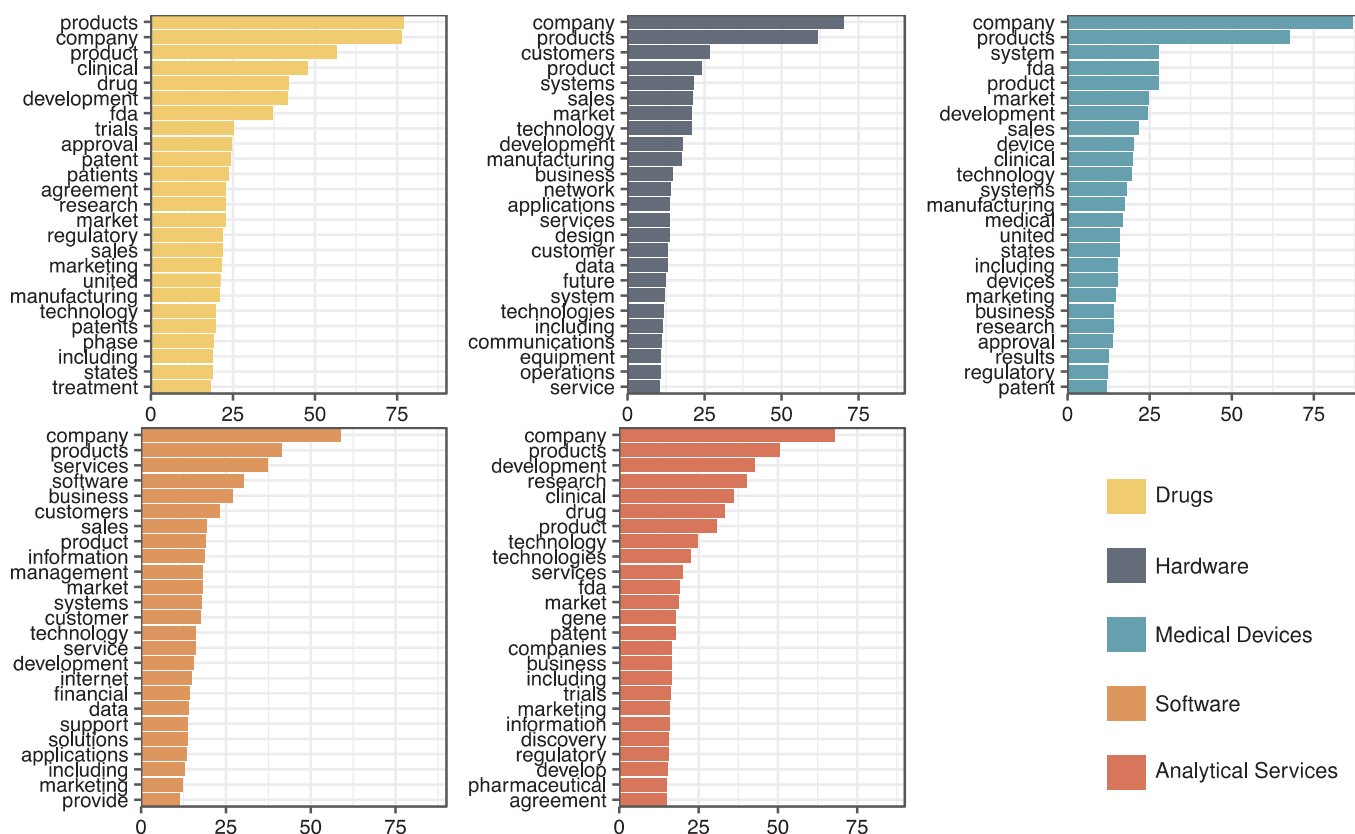 products
company
product
clinical
drug
development
fda
trials
approval
patent
patients
agreement
research
market
regulatory
sales
marketing
united
manufacturing
technology
patents
phase
including
states
treatment
0 25 50 75
company
products
customers
product
systems
sales
market
technology
development
manufacturing
business
network
applications
services
design
customer
data
future
system
technologies
including
communications
equipment
operations
service
0 25 50 75
company
products
system
fda
product
market
development
sales
device
clinical
technology
systems
manufacturing
medical
united
states
including
devices
marketing
business
research
approval
results
regulatory
patent
0 25 50 75
company
products
services
software
business
customers
sales
product
information
management
market
systems
customer
technology
service
development
internet
financial
data
support
solutions
applications
including
marketing
provide
0 25 50 75
company
products
development
research
clinical
drug
product
technology
technologies
services
fda
market
gene
patent
companies
business
including
trials
marketing
information
discovery
regulatory
develop
pharmaceutical
agreement
0 25 50 75
Drugs
Hardware
Medical Devices
Software
Analytical Services